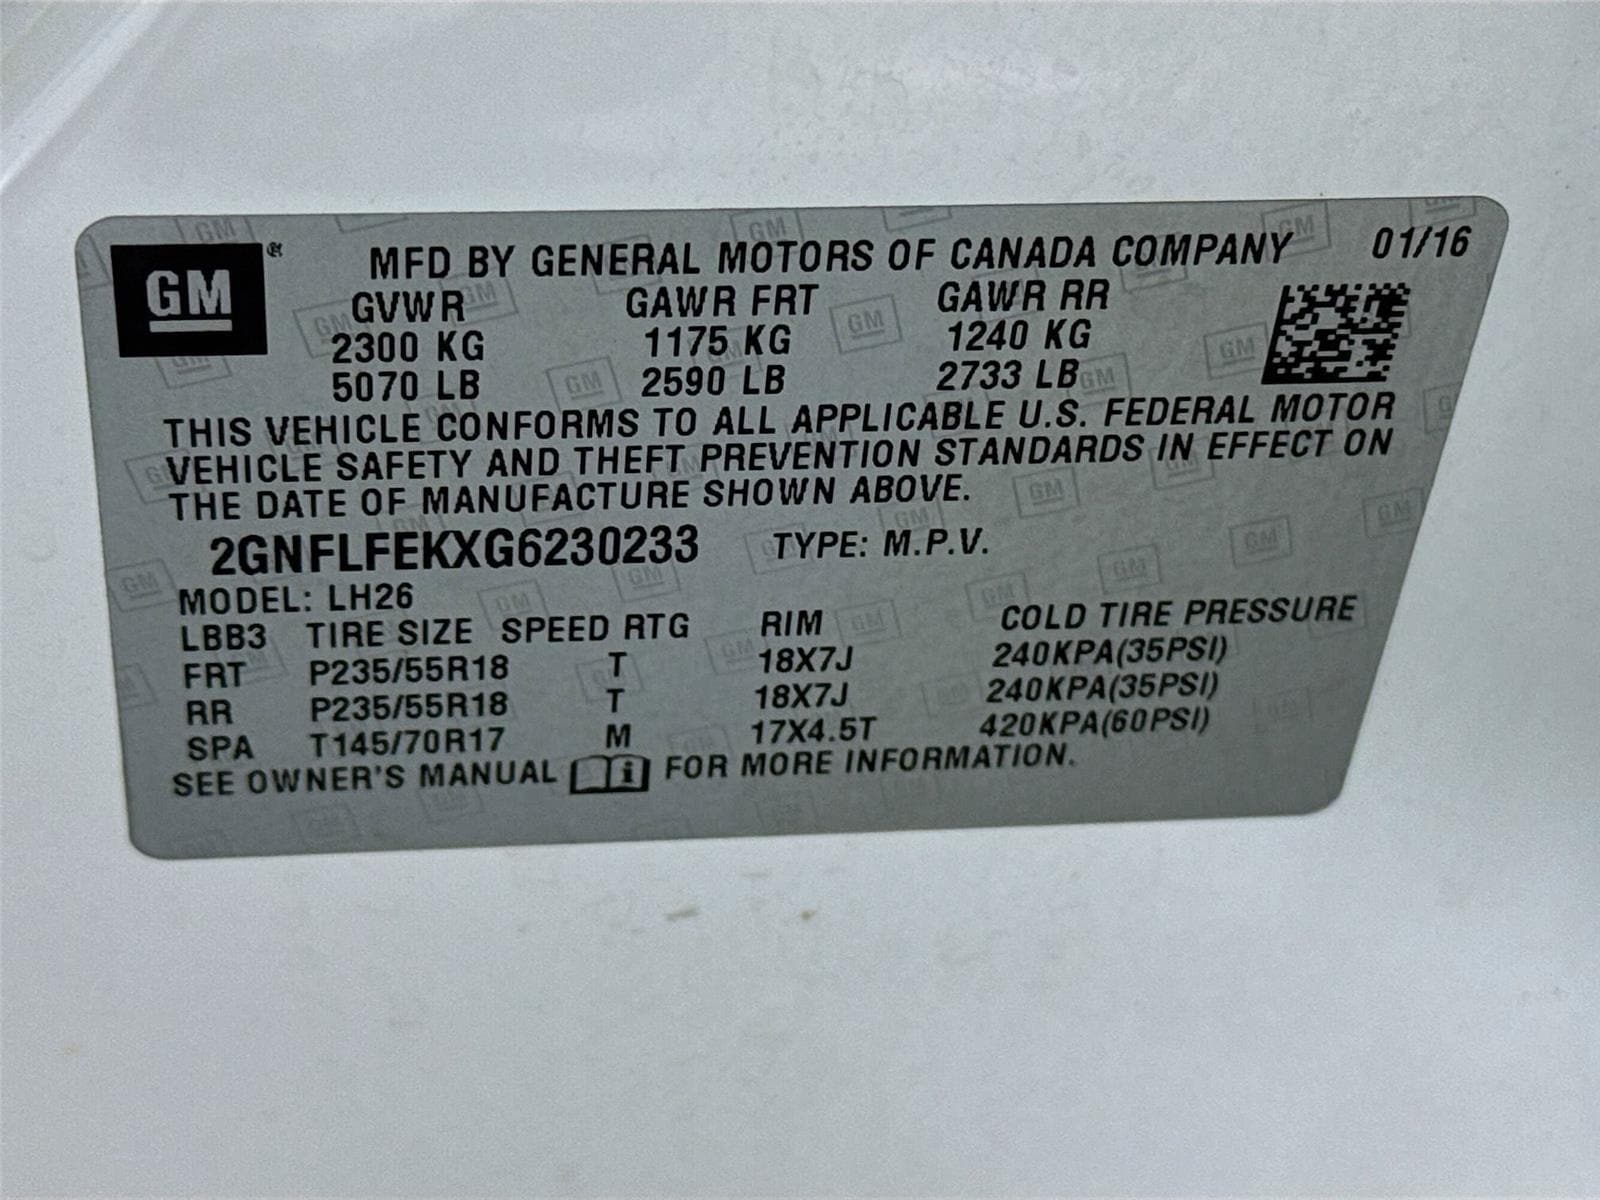 GM ® MFD BY GENERAL MOTORS OF CANADA COMPANY 01/16
GVWR GAWR FRT GAWR RR
2300 KG 1175 KG 1240 KG
5070 LB 2590 LB 2733 LB
THIS VEHICLE CONFORMS TO ALL APPLICABLE U.S. FEDERAL MOTOR
VEHICLE SAFETY AND THEFT PREVENTION STANDARDS IN EFFECT ON
THE DATE OF MANUFACTURE SHOWN ABOVE.
2GNFLFEKXG6230233 TYPE: M.P.V.
MODEL: LH26
LBB3 TIRE SIZE SPEED RTG RIM COLD TIRE PRESSURE
FRT P235/55R18 T 18X7J 240KPA(35PSI)
RR P235/55R18 T 18X7J 240KPA(35PSI)
SPA T145/70R17 M 17X4.5T 420KPA(60PSI)
SEE OWNER'S MANUAL i FOR MORE INFORMATION.